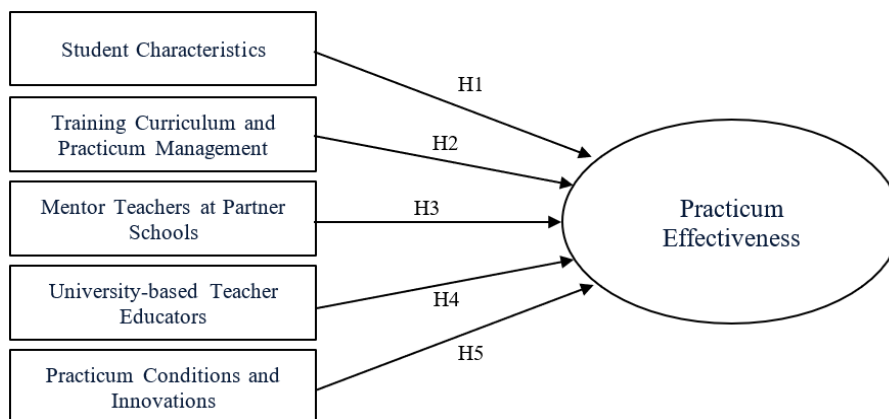 Student Characteristics
H1
Training Curriculum and
Practicum Management
H2
Mentor Teachers at Partner
Schools
H3
Practicum
Effectiveness
University-based Teacher
Educators
H4
Practicum Conditions and
Innovations
H5